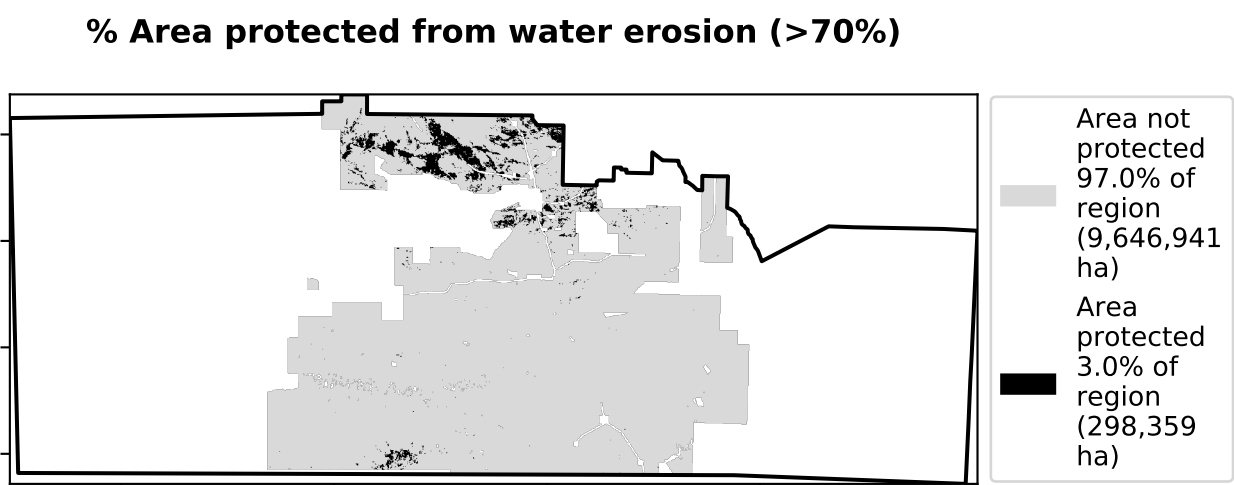 % Area protected from water erosion (>70%)
Area not
protected
97.0% of
region
(9,646,941
ha)
Area
protected
3.0% of
region
(298,359
ha)